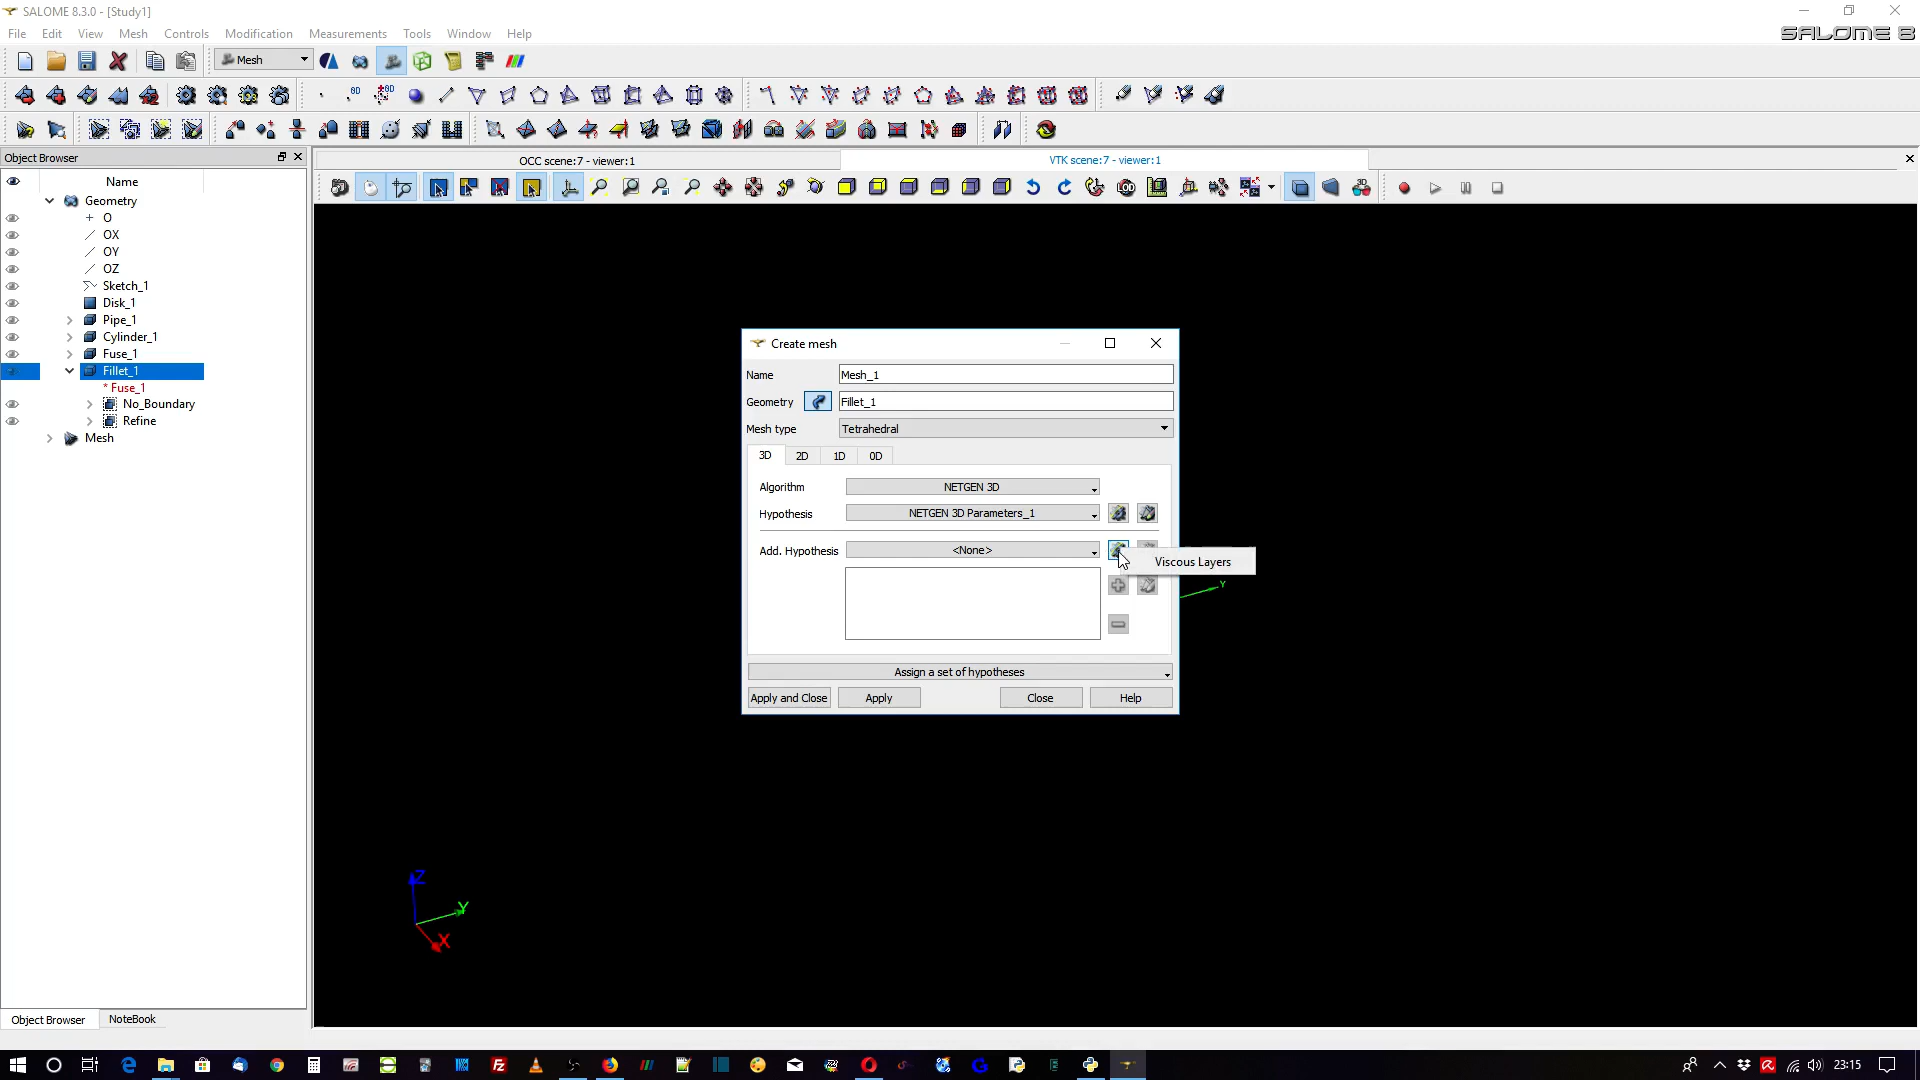 SALOME 8.3.0 - [Study1]
File Edit View Mesh Controls Modification Measurements Tools Window Help
SALOME 8
Mesh
0D
0D
Object Browser
OCC scene:7 - viewer:1
VTK scene:7 - viewer:1
Name
Geometry
O
OX
OY
OZ
Sketch_1
Disk_1
Pipe_1
Cylinder_1
Fuse_1
Fillet_1
* Fuse_1
No_Boundary
Refine
Mesh
Create mesh
Name Mesh_1
Geometry Fillet_1
Mesh type Tetrahedral
3D 2D 1D 0D
Algorithm NETGEN 3D
Hypothesis NETGEN 3D Parameters_1
Add. Hypothesis <None>
Viscous Layers
Y
Assign a set of hypotheses
Apply and Close Apply Close Help
Z
Y
X
Object Browser NoteBook
23:15